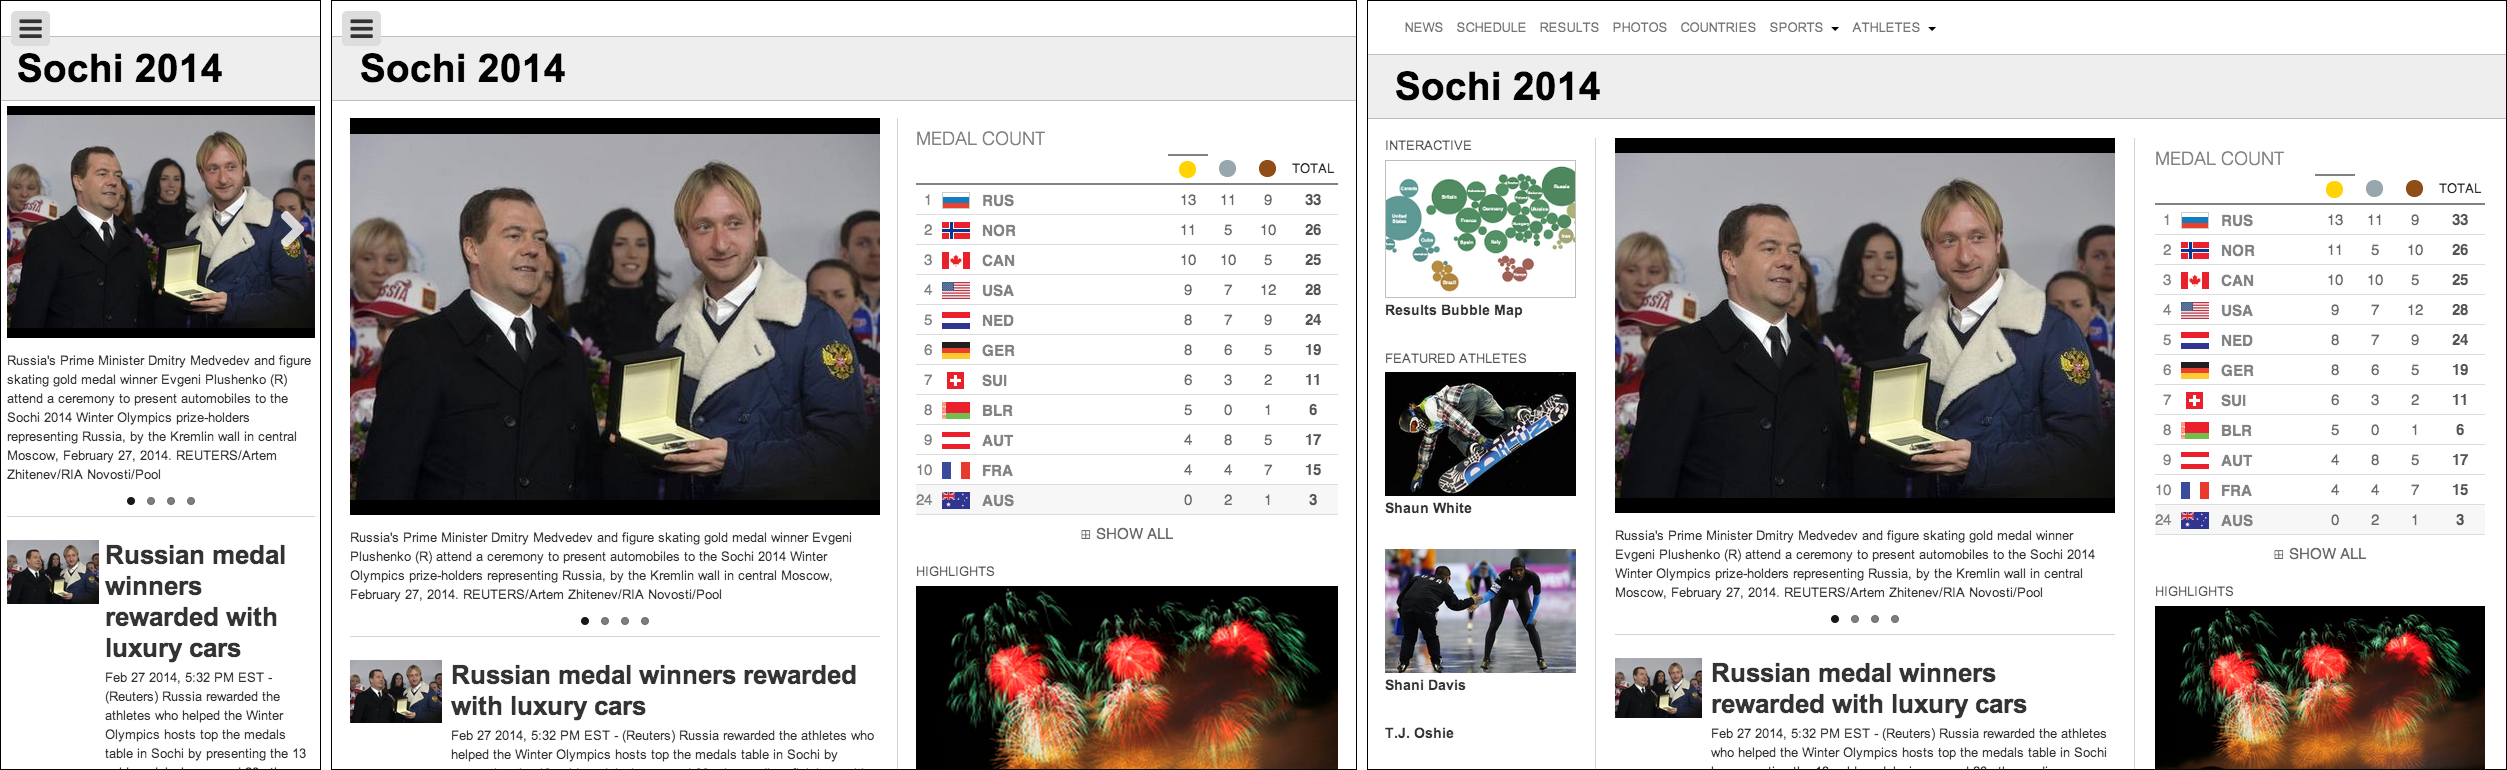 Sochi 2014
Russia's Prime Minister Dmitry Medvedev and figure
skating gold medal winner Evgeni Plushenko (R)
attend a ceremony to present automobiles to the
Sochi 2014 Winter Olympics prize-holders
representing Russia, by the Kremlin wall in central
Moscow, February 27, 2014. REUTERS/Artem
Zhitenev/RIA Novosti/Pool
Russian medal
winners
rewarded with
luxury cars
Feb 27 2014, 5:32 PM EST -
(Reuters) Russia rewarded the
athletes who helped the Winter
Olympics hosts top the medals
table in Sochi by presenting the 13
Sochi 2014
Russia's Prime Minister Dmitry Medvedev and figure skating gold medal winner Evgeni
Plushenko (R) attend a ceremony to present automobiles to the Sochi 2014 Winter
Olympics prize-holders representing Russia, by the Kremlin wall in central Moscow,
February 27, 2014. REUTERS/Artem Zhitenev/RIA Novosti/Pool
Russian medal winners rewarded
with luxury cars
Feb 27 2014, 5:32 PM EST - (Reuters) Russia rewarded the athletes who
helped the Winter Olympics hosts top the medals table in Sochi by
MEDAL COUNT
TOTAL
1 RUS 13 11 9 33
2 NOR 11 5 10 26
3 CAN 10 10 5 25
4 USA 9 7 12 28
5 NED 8 7 9 24
6 GER 8 6 5 19
7 SUI 6 3 2 11
8 BLR 5 0 1 6
9 AUT 4 8 5 17
10 FRA 4 4 7 15
24 AUS 0 2 1 3
SHOW ALL
HIGHLIGHTS
NEWS SCHEDULE RESULTS PHOTOS COUNTRIES SPORTS ATHLETES
Sochi 2014
INTERACTIVE
Canada
United
States
Cuba
Britain
France
Spain
Germany
Italy
Ukraine
Russia
Brazil
Results Bubble Map
FEATURED ATHLETES
Shaun White
Shani Davis
T.J. Oshie
Russia's Prime Minister Dmitry Medvedev and figure skating gold medal winner
Evgeni Plushenko (R) attend a ceremony to present automobiles to the Sochi 2014
Winter Olympics prize-holders representing Russia, by the Kremlin wall in central
Moscow, February 27, 2014. REUTERS/Artem Zhitenev/RIA Novosti/Pool
Russian medal winners
rewarded with luxury cars
Feb 27 2014, 5:32 PM EST - (Reuters) Russia rewarded the athletes
who helped the Winter Olympics hosts top the medals table in Sochi
MEDAL COUNT
TOTAL
1 RUS 13 11 9 33
2 NOR 11 5 10 26
3 CAN 10 10 5 25
4 USA 9 7 12 28
5 NED 8 7 9 24
6 GER 8 6 5 19
7 SUI 6 3 2 11
8 BLR 5 0 1 6
9 AUT 4 8 5 17
10 FRA 4 4 7 15
24 AUS 0 2 1 3
SHOW ALL
HIGHLIGHTS